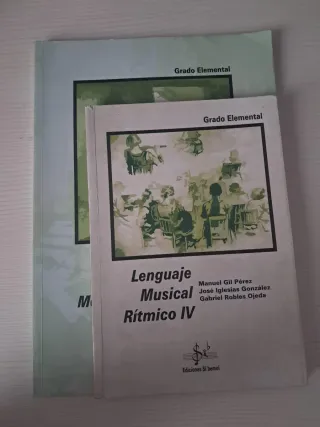 Grado Elemental
Grado Elemental
Lenguaje
Musical
Rítmico IV
Manuel Gil Pérez
José Iglesias González
Gabriel Robles Ojeda
Ediciones Si bemol